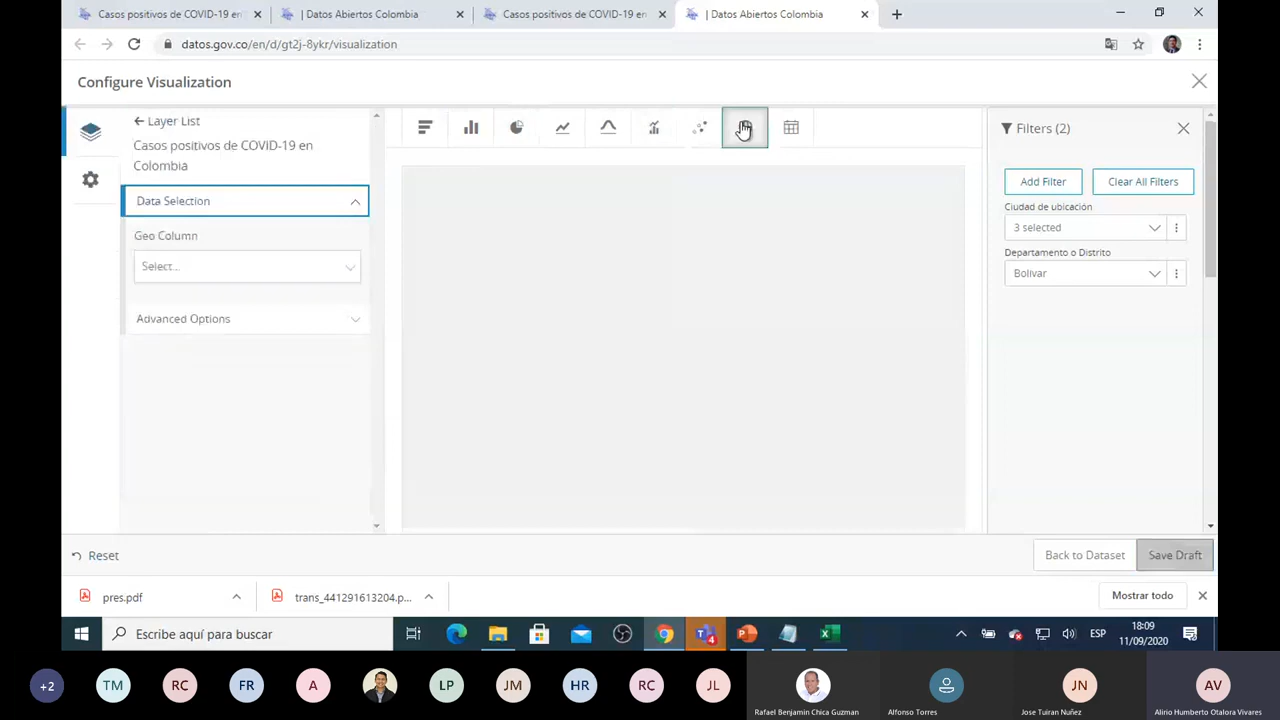 Casos positivos de COVID-19 en
| Datos Abiertos Colombia
Casos positivos de COVID-19 en
| Datos Abiertos Colombia
datos.gov.co/en/d/gt2j-8ykr/visualization
Configure Visualization
Layer List
Casos positivos de COVID-19 en
Colombia
Data Selection
Geo Column
Select...
Advanced Options
Filters (2)
Add Filter
Clear All Filters
Ciudad de ubicación
3 selected
Departamento o Distrito
Bolívar
Reset
Back to Dataset
Save Draft
pres.pdf
trans_441291613204.p...
Mostrar todo
Escribe aquí para buscar
4
ESP
18:09
11/09/2020
+2
TM
RC
FR
A
LP
JM
HR
RC
JL
JN
AV
Rafael Benjamin Chica Guzman
Alfonso Torres
Jose Tuiran Nuñez
Alirio Humberto Otalora Vivares